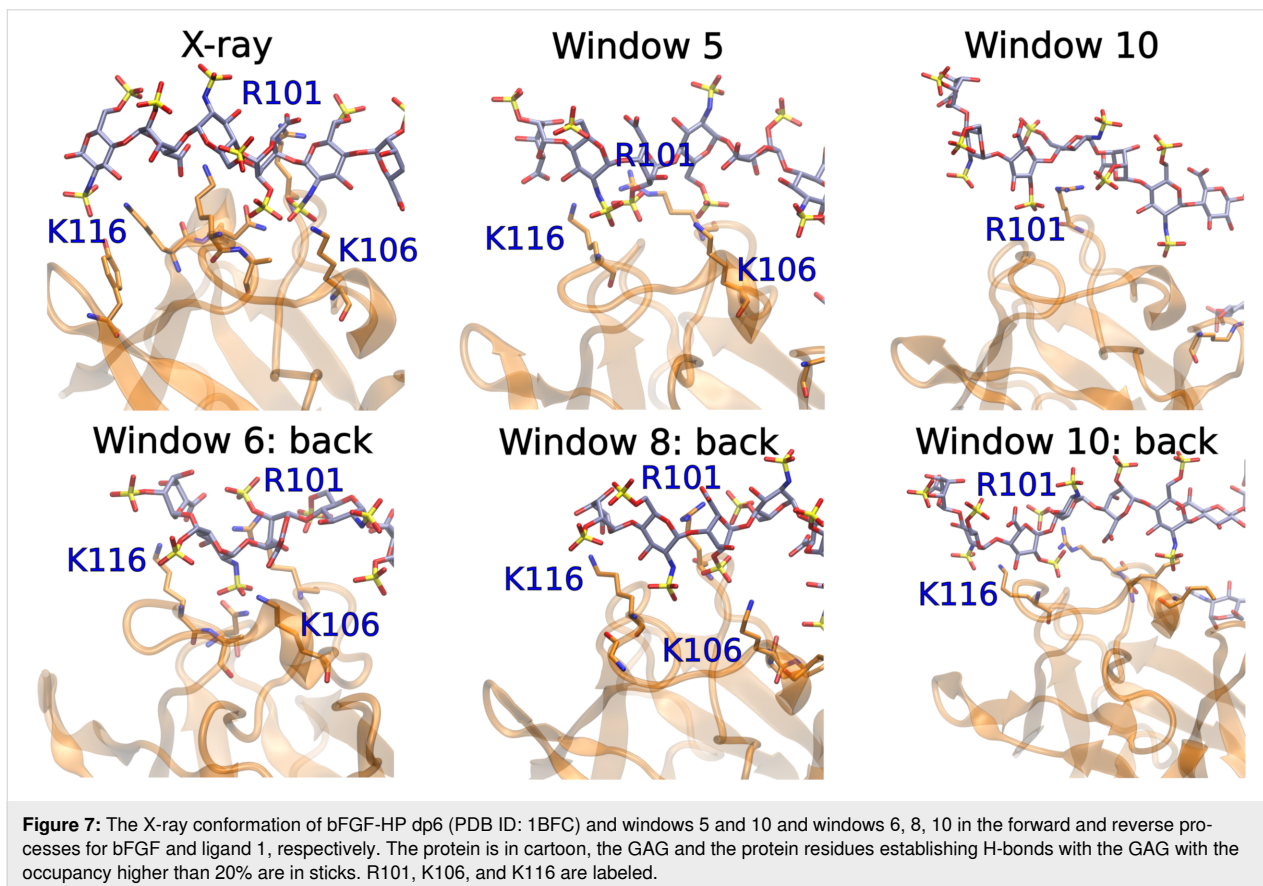 X-ray
Window 5
Window 10
R101
K116
K106
R101
K116
K106
R101
Window 6: back
Window 8: back
Window 10: back
R101
K116
K106
R101
K116
K106
R101
K116
Figure 7: The X-ray conformation of bFGF-HP dp6 (PDB ID: 1BFC) and windows 5 and 10 and windows 6, 8, 10 in the forward and reverse pro-
cesses for bFGF and ligand 1, respectively. The protein is in cartoon, the GAG and the protein residues establishing H-bonds with the GAG with the
occupancy higher than 20% are in sticks. R101, K106, and K116 are labeled.